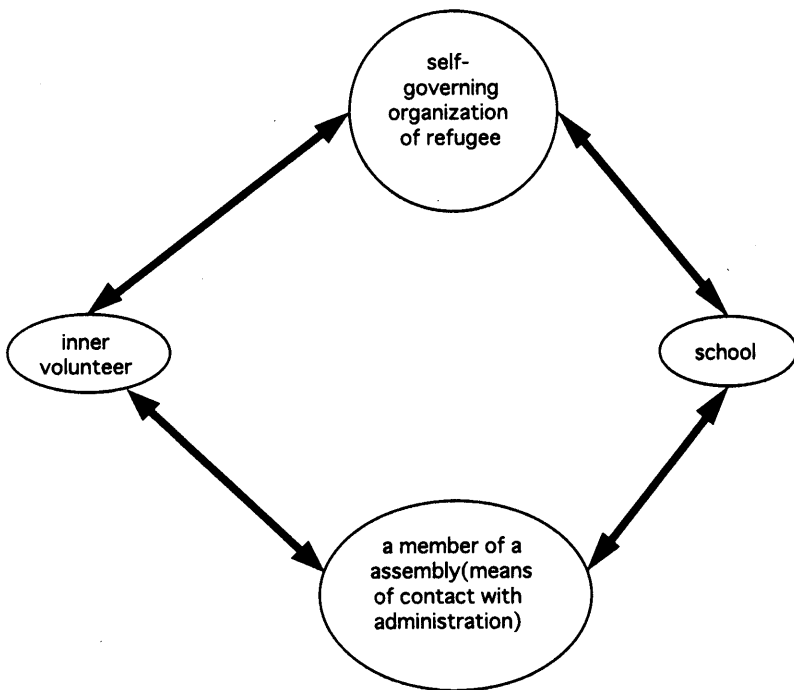 self-
governing
organization
of refugee
inner
volunteer
school
a member of a
assembly(means
of contact with
administration)